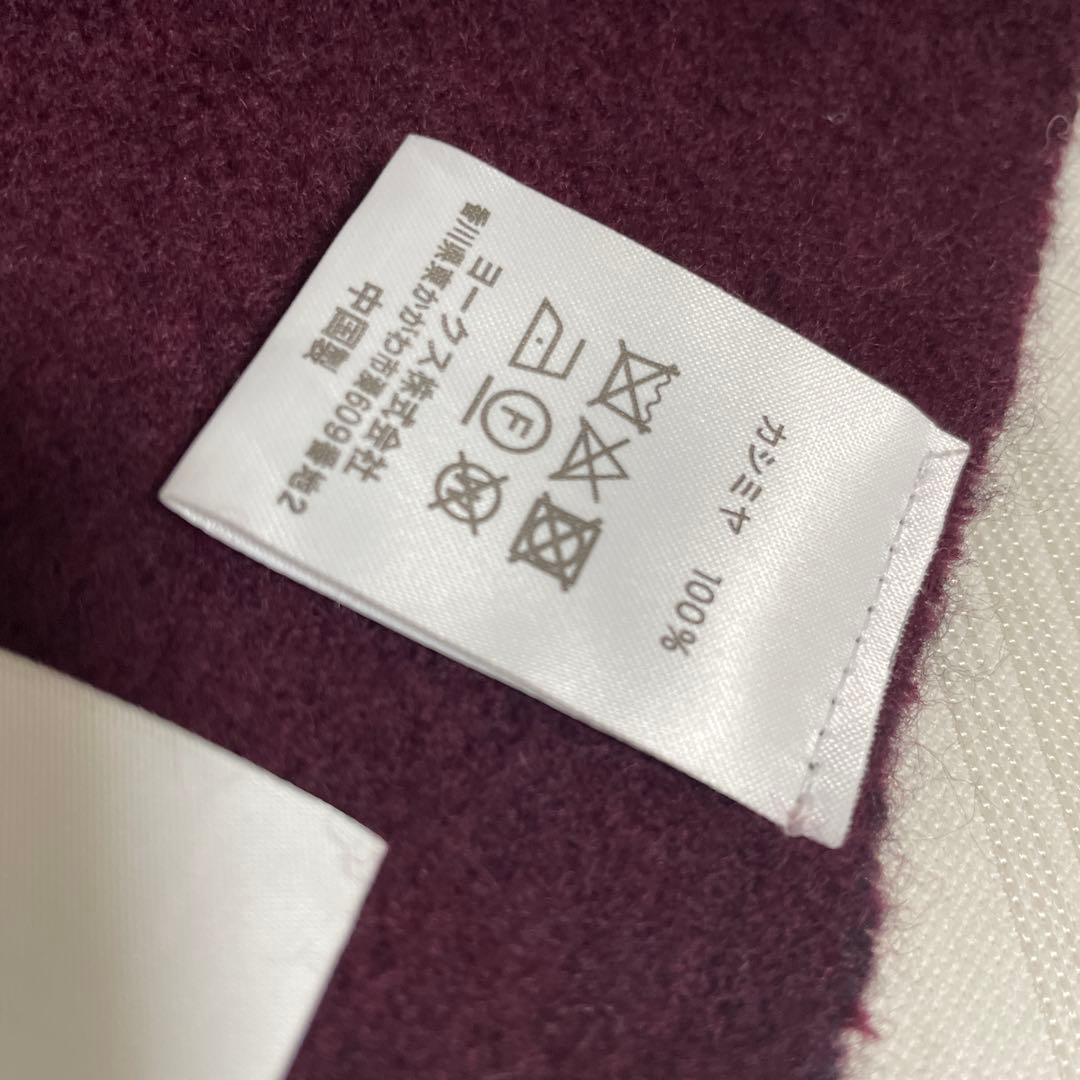 カシミヤ 100%
F
ヨークス株式会社
香川県東かがわ市湊609番地2
中国製